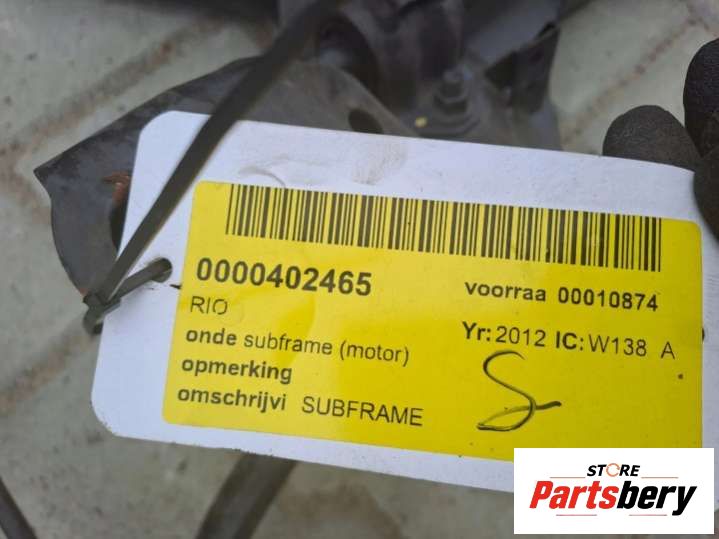 0000402465
voorraa 00010874
RIO
Yr: 2012 IC: W138 A
onde subframe (motor)
opmerking
omschrijvi SUBFRAME
STORE
Partsbery